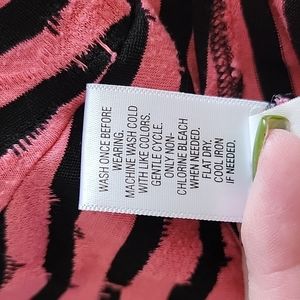 WASH ONCE BEFORE
WEARING.
MACHINE WASH COLD
WITH LIKE COLORS.
GENTLE CYCLE.
ONLY NON-
CHLORINE BLEACH
WHEN NEEDED.
FLAT DRY.
COOL IRON
IF NEEDED.